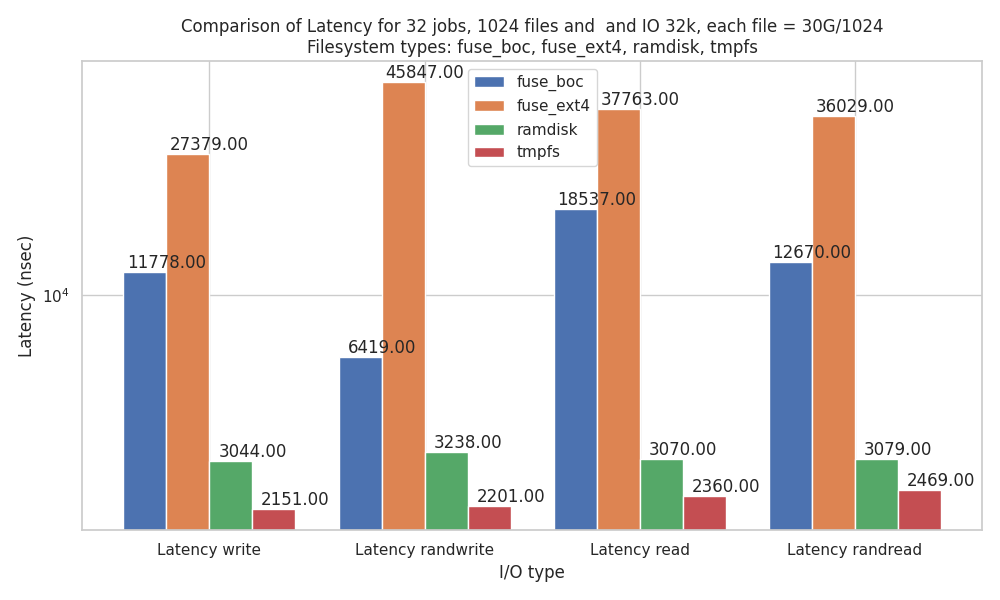 Comparison of Latency for 32 jobs, 1024 files and  and IO 32k, each file = 30G/1024
Filesystem types: fuse_boc, fuse_ext4, ramdisk, tmpfs
fuse_boc
fuse_ext4
ramdisk
tmpfs
Latency (nsec)
10⁴
11778.00
27379.00
3044.00
2151.00
6419.00
45847.00
3238.00
2201.00
18537.00
37763.00
3070.00
2360.00
12670.00
36029.00
3079.00
2469.00
Latency write
Latency randwrite
Latency read
Latency randread
I/O type